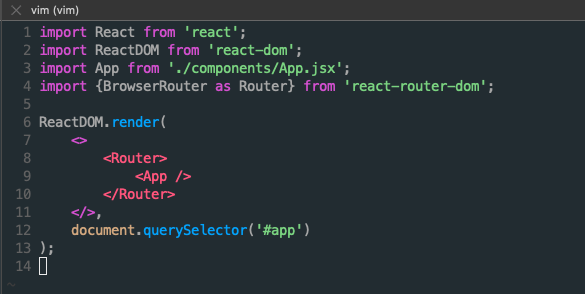 vim (vim)
1 import React from 'react';
2 import ReactDOM from 'react-dom';
3 import App from './components/App.jsx';
4 import {BrowserRouter as Router} from 'react-router-dom';
5
6 ReactDOM.render(
7     <>
8         <Router>
9             <App />
10         </Router>
11     </>,
12     document.querySelector('#app')
13 );
14
~